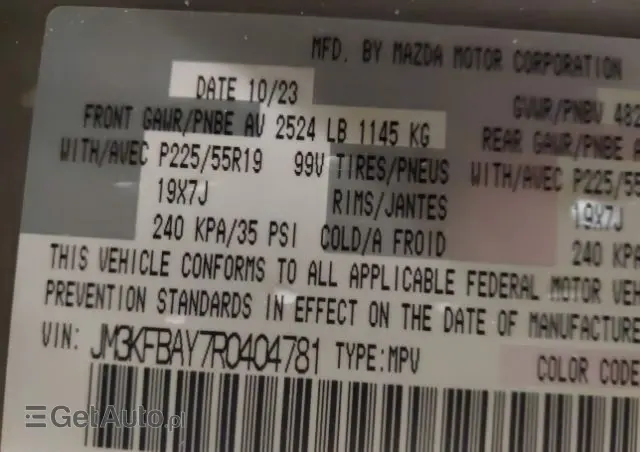 MFD. BY MAZDA MOTOR CORPORATION
DATE 10/23 GVWR/PNBV 482
FRONT GAWR/PNBE AV 2524 LB 1145 KG REAR GAWR/PNBE A
WITH/AVEC P225/55R19 99V TIRES/PNEUS WITH/AVEC P225/55
19X7J RIMS/JANTES 19X7J
240 KPA/35 PSI COLD/A FROID 240 KPA
THIS VEHICLE CONFORMS TO ALL APPLICABLE FEDERAL MOTOR VEH
PREVENTION STANDARDS IN EFFECT ON THE DATE OF MANUFACTURE
VIN: JM3KFBAY7R0404781 TYPE:MPV COLOR CODE
GetAuto.pl